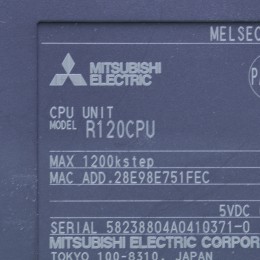 MELSEC
MITSUBISHI
ELECTRIC
CPU UNIT
MODEL R120CPU
MAX 1200kstep
MAC ADD.28E98E751FEC
5VDC
SERIAL 58238804A0410371-0
MITSUBISHI ELECTRIC CORPOR
TOKYO 100-8310, JAPAN